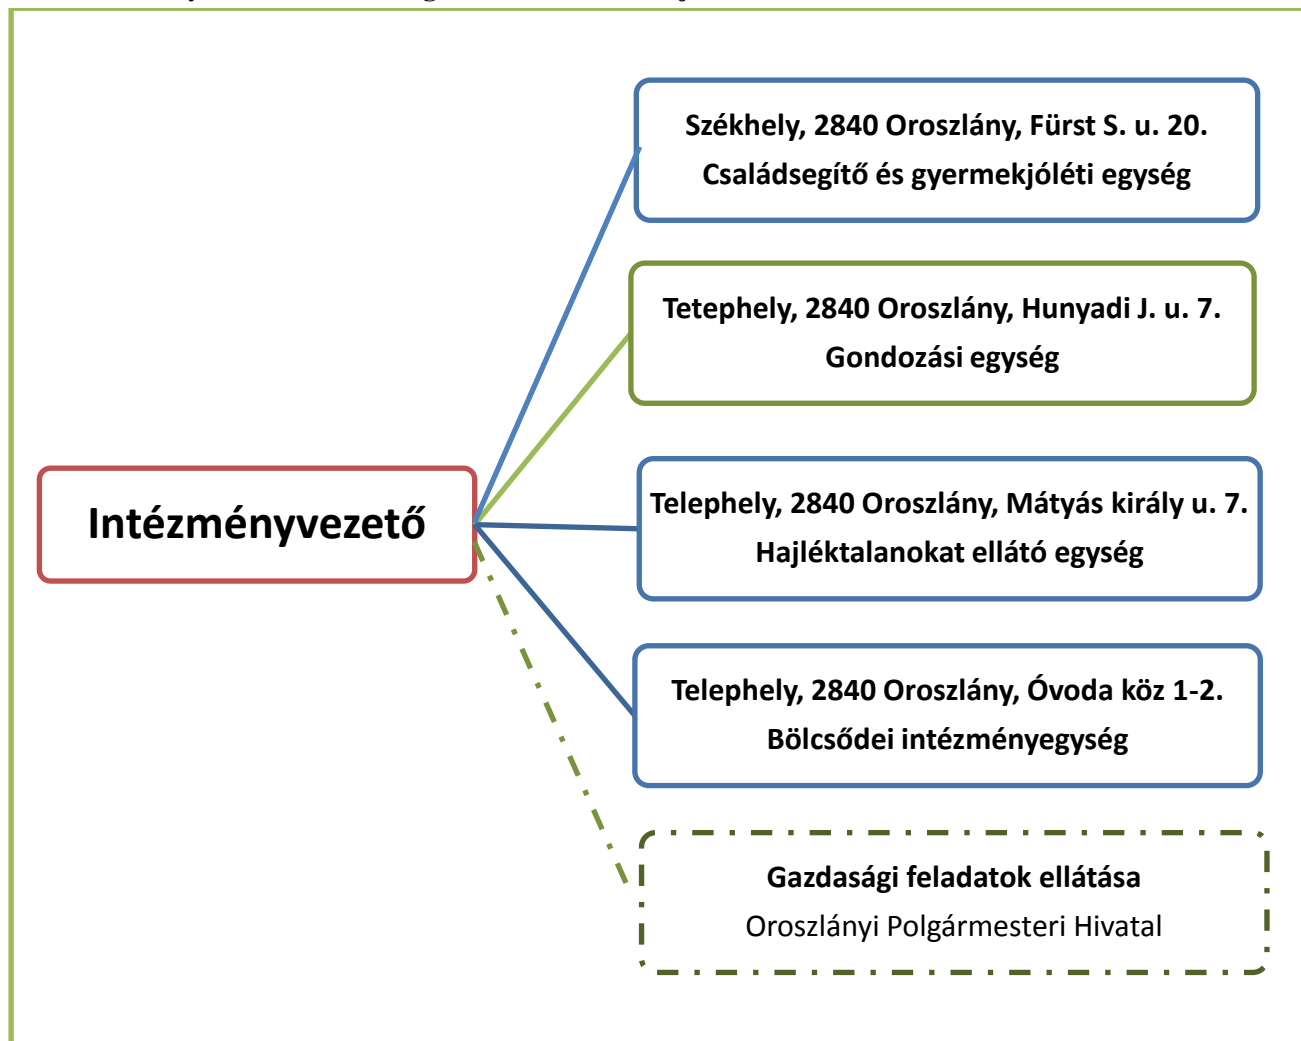 Székhely, 2840 Oroszlány, Fürst S. u. 20.
Családsegítő és gyermekjóléti egység
Tetephely, 2840 Oroszlány, Hunyadi J. u. 7.
Gondozási egység
Intézményvezető
Telephely, 2840 Oroszlány, Mátyás király u. 7.
Hajléktalanokat ellátó egység
Telephely, 2840 Oroszlány, Óvoda köz 1-2.
Bölcsődei intézményegység
Gazdasági feladatok ellátása
Oroszlányi Polgármesteri Hivatal